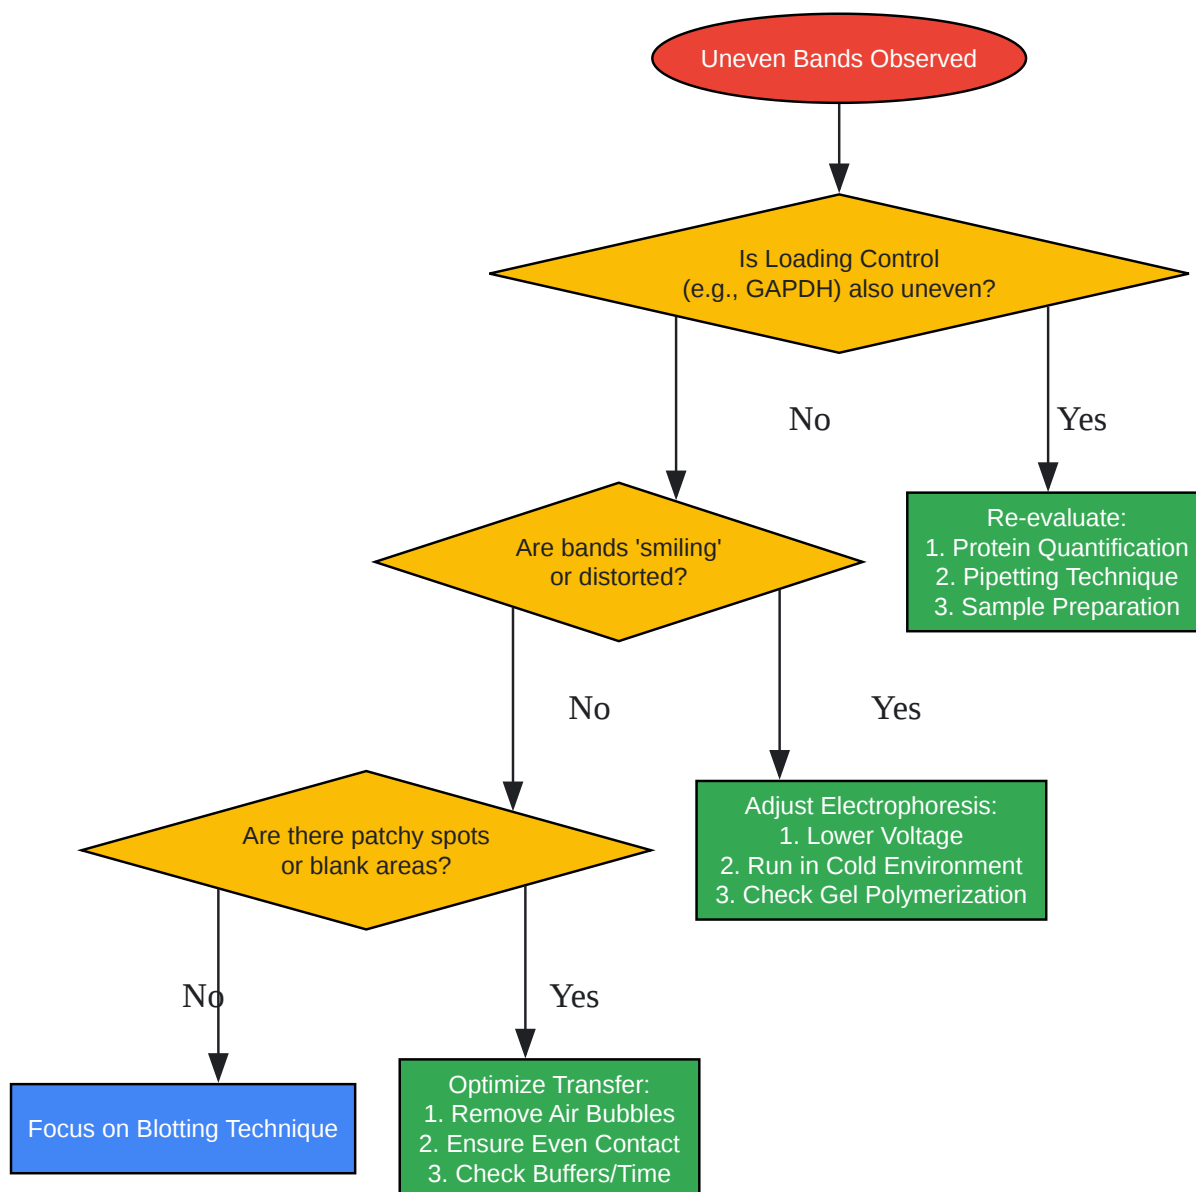 Uneven Bands Observed
Is Loading Control
(e.g., GAPDH) also uneven?
No
Yes
Re-evaluate:
1. Protein Quantification
2. Pipetting Technique
3. Sample Preparation
Are bands 'smiling'
or distorted?
No
Yes
Adjust Electrophoresis:
1. Lower Voltage
2. Run in Cold Environment
3. Check Gel Polymerization
Are there patchy spots
or blank areas?
No
Yes
Focus on Blotting Technique
Optimize Transfer:
1. Remove Air Bubbles
2. Ensure Even Contact
3. Check Buffers/Time